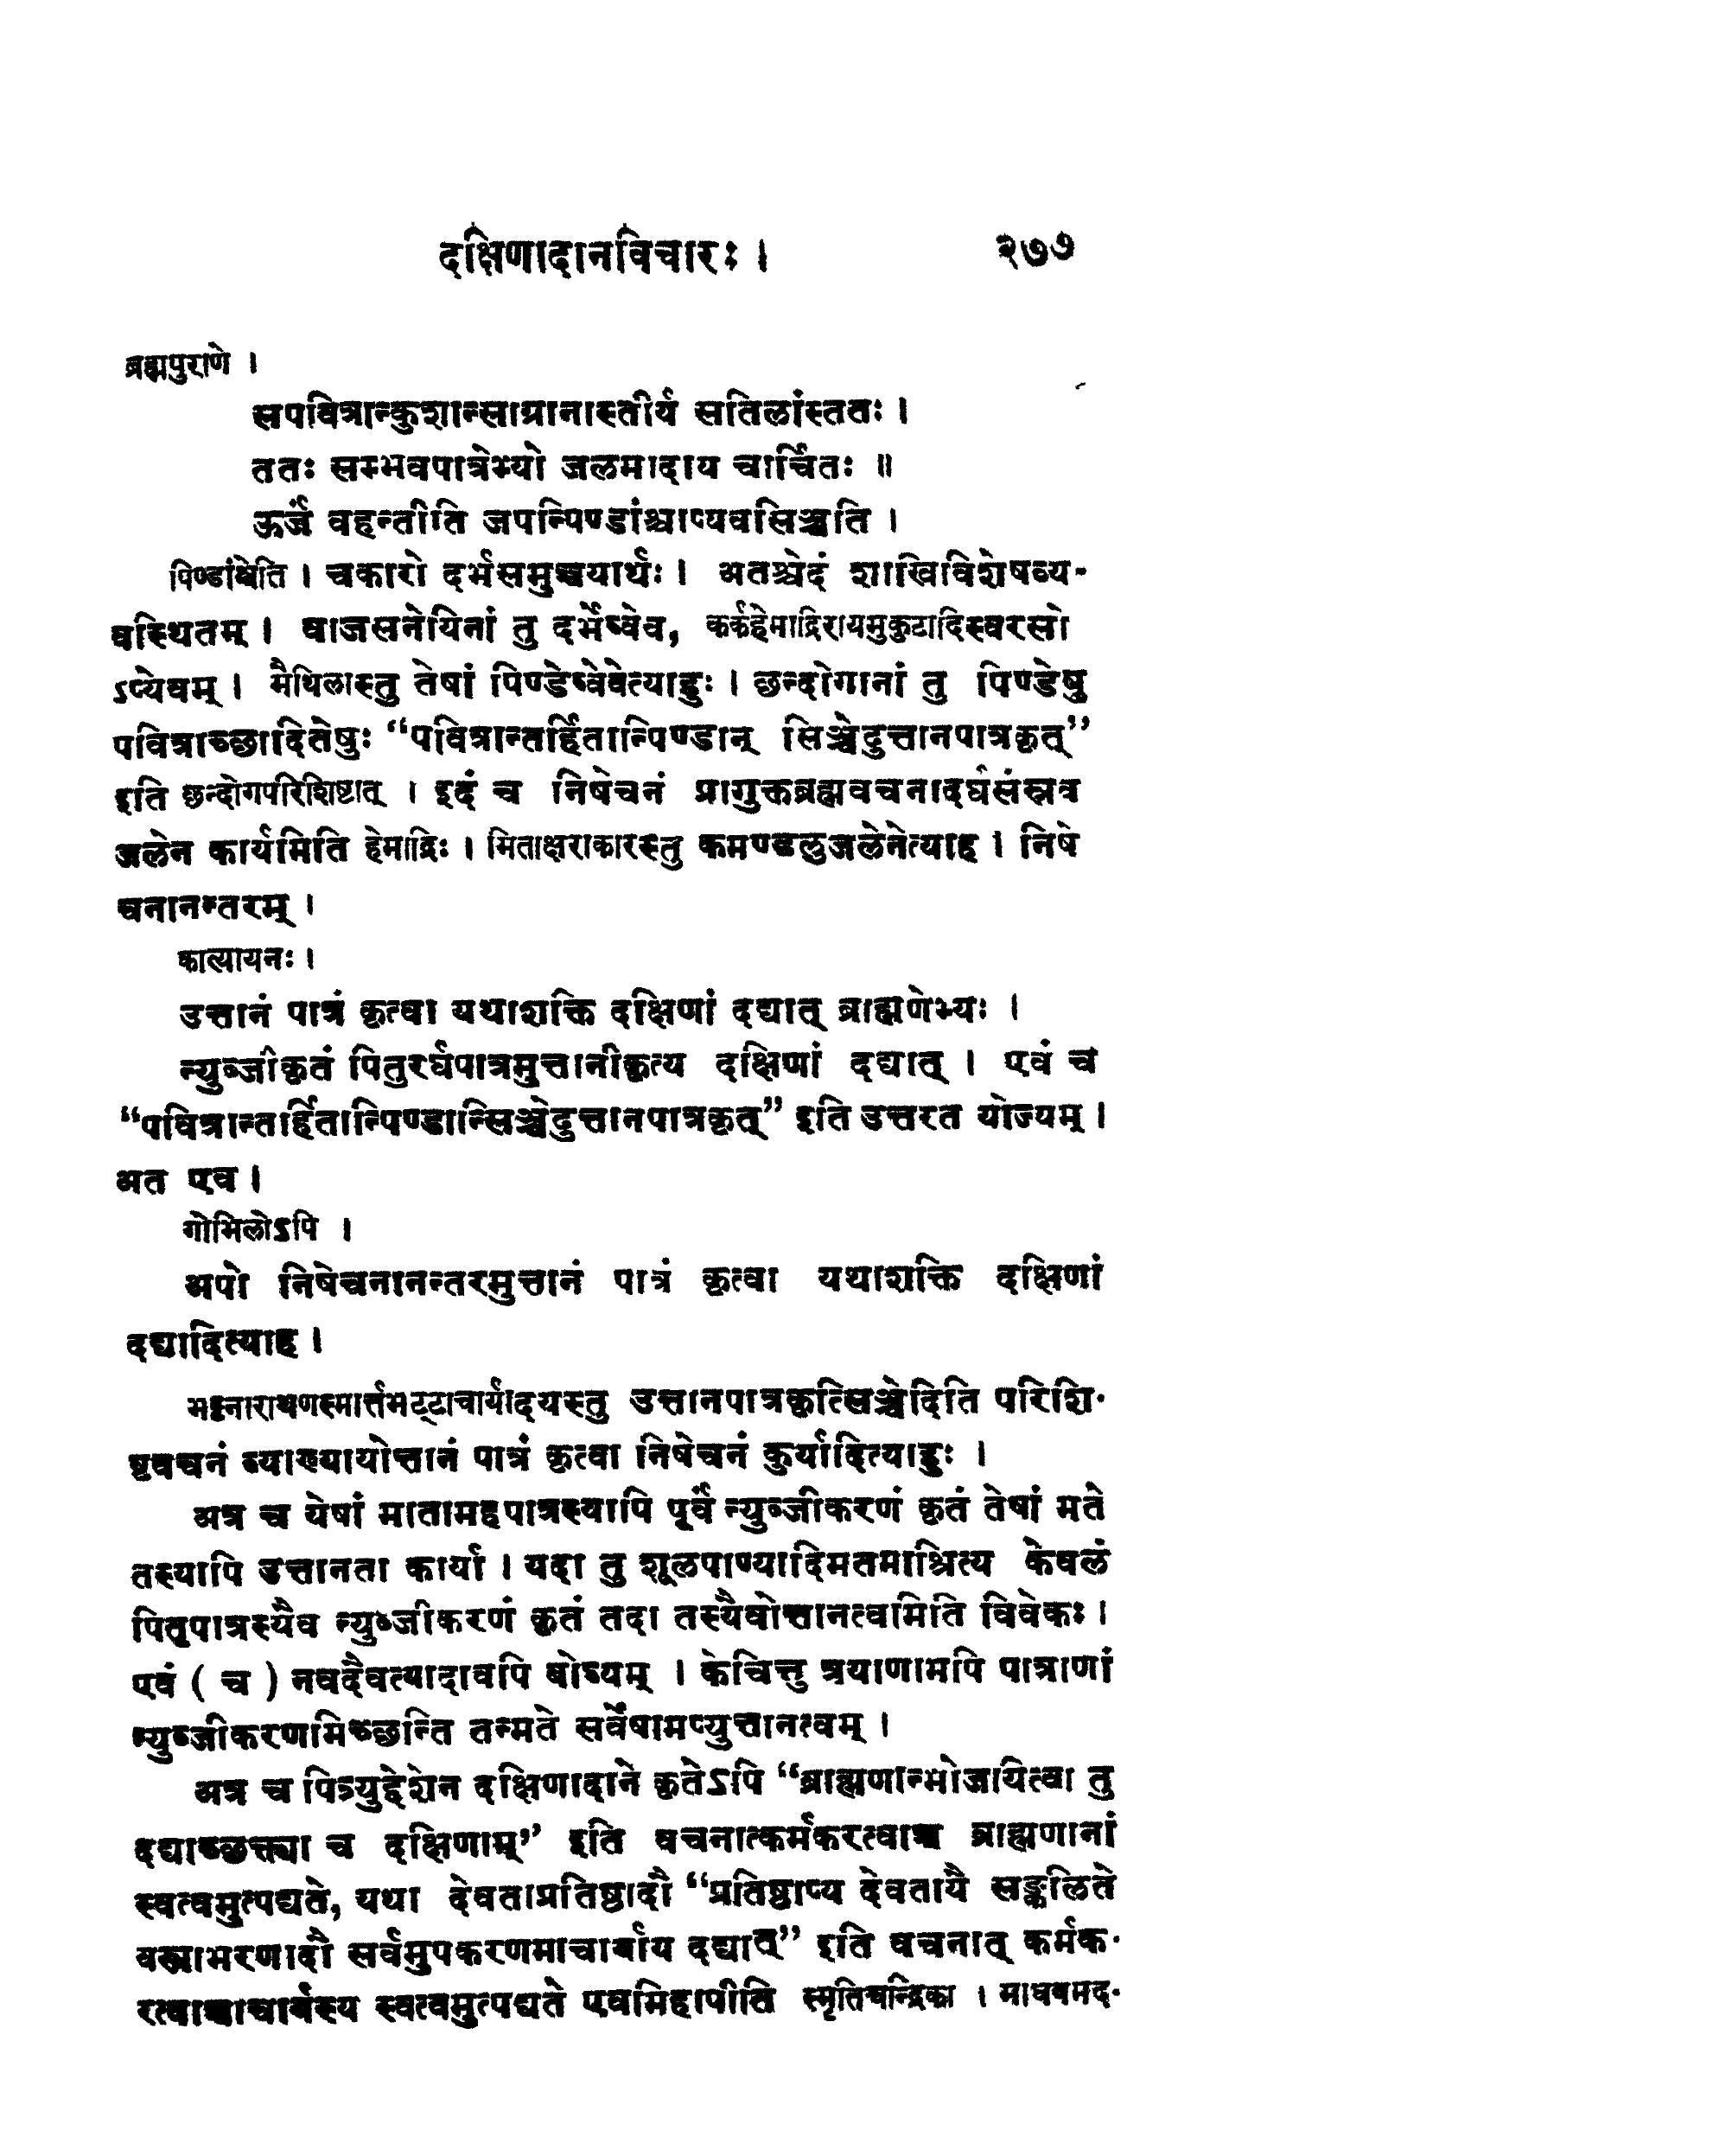 दक्षिणादानविचारः । २७७
ब्रह्मपुराणे ।
सपवित्रान्कुशान्साग्रानास्तीर्य सतिलांस्ततः ।
ततः सम्भवपात्रेभ्यो जलमादाय चार्चितः ॥
ऊर्जं वहन्तीति जपन्पिण्डांश्चाप्यवसिञ्चति ।
पिण्डांश्चेति । चकारो दर्भसमुच्चयार्थः । अतश्चेदं शाखिविशेषव्य-
वस्थितम् । वाजसनेयिनां तु दर्भेष्वेव, कर्कहेमाद्रिरायमुकुटादिस्वरसो
ऽप्येवम् । मैथिलास्तु तेषां पिण्डेष्वेवेत्याहुः । छन्दोगानां तु पिण्डेषु
पवित्राच्छादितेषुः “पवित्रान्तर्हितान्पिण्डान् सिञ्चेदुत्तानपात्रकृत्”
इति छन्दोगपरिशिष्टात् । इदं च निषेचनं प्रागुक्तब्रह्मवचनादर्घसंस्रव
जलेन कार्यमिति हेमाद्रिः । मिताक्षराकारस्तु कमण्डलुजलेनेत्याह । निषे
चनानन्तरम् ।
कात्यायनः ।
उत्तानं पात्रं कृत्वा यथाशक्ति दक्षिणां दद्यात् ब्राह्मणेभ्यः ।
न्युब्जीकृतं पितुरर्घपात्रमुत्तानीकृत्य दक्षिणां दद्यात् । एवं च
“पवित्रान्तर्हितान्पिण्डान्सिञ्चेदुत्तानपात्रकृत्” इति उत्तरत योज्यम् ।
अत एव ।
गोभिलोऽपि ।
अपो निषेचनानन्तरमुत्तानं पात्रं कृत्वा यथाशक्ति दक्षिणां
दद्यादित्याह ।
भट्टनारायणस्मार्त्तभट्टाचार्यादयस्तु उत्तानपात्रकृत्सिञ्चेदिति परिशि-
ष्टवचनं व्याख्यायोत्तानं पात्रं कृत्वा निषेचनं कुर्यादित्याहुः ।
अत्र च येषां मातामहपात्रस्यापि पूर्वं न्युब्जीकरणं कृतं तेषां मते
तस्यापि उत्तानता कार्या । यदा तु शूलपाण्यादिमतमाश्रित्य केवलं
पितृपात्रस्यैव न्युब्जीकरणं कृतं तदा तस्यैवोत्तानत्वमिति विवेकः ।
एवं ( च ) नवदैवत्यादावपि बोध्यम् । केचित्तु त्रयाणामपि पात्राणां
न्युब्जीकरणमिच्छन्ति तन्मते सर्वेषामप्युत्तानत्वम् ।
अत्र च पित्र्युद्देशेन दक्षिणादाने कृतेऽपि “ब्राह्मणान्भोजयित्वा तु
दद्याच्छक्त्या च दक्षिणाम्” इति वचनात्कर्मकरत्वाच्च ब्राह्मणानां
स्वत्वमुत्पद्यते, यथा देवताप्रतिष्ठादौ “प्रतिष्ठाप्य देवतायै सङ्कलिते
वस्त्राभरणादौ सर्वमुपकरणमाचार्याय दद्यात्” इति वचनात् कर्मक-
रत्वाच्चाचार्यस्य स्वत्वमुत्पद्यते एवमिहापीति स्मृतिचन्द्रिका । माधवमद-